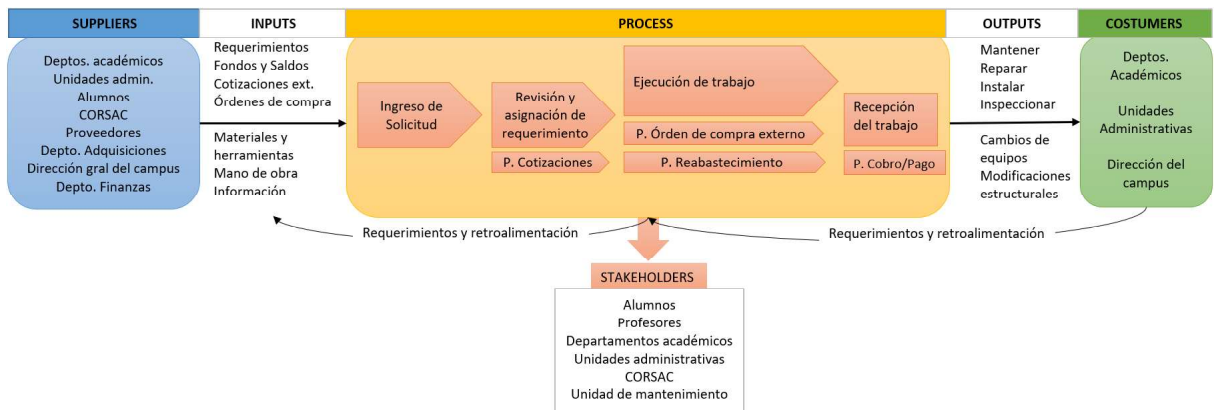 SUPPLIERS
INPUTS
PROCESS
OUTPUTS
COSTUMERS
Deptos. académicos
Unidades admin.
Alumnos
CORSAC
Proveedores
Depto. Adquisiciones
Dirección gral del campus
Depto. Finanzas
Requerimientos
Fondos y Saldos
Cotizaciones ext.
Órdenes de compra
Materiales y
herramientas
Mano de obra
Información
Ingreso de
Solicitud
Revisión y
asignación de
requerimiento
P. Cotizaciones
Ejecución de trabajo
P. Órden de compra externo
P. Reabastecimiento
Recepción
del trabajo
P. Cobro/Pago
Mantener
Reparar
Instalar
Inspeccionar
Cambios de
equipos
Modificaciones
estructurales
Deptos.
Académicos
Unidades
Administrativas
Dirección del
campus
Requerimientos y retroalimentación
Requerimientos y retroalimentación
STAKEHOLDERS
Alumnos
Profesores
Departamentos académicos
Unidades administrativas
CORSAC
Unidad de mantenimiento